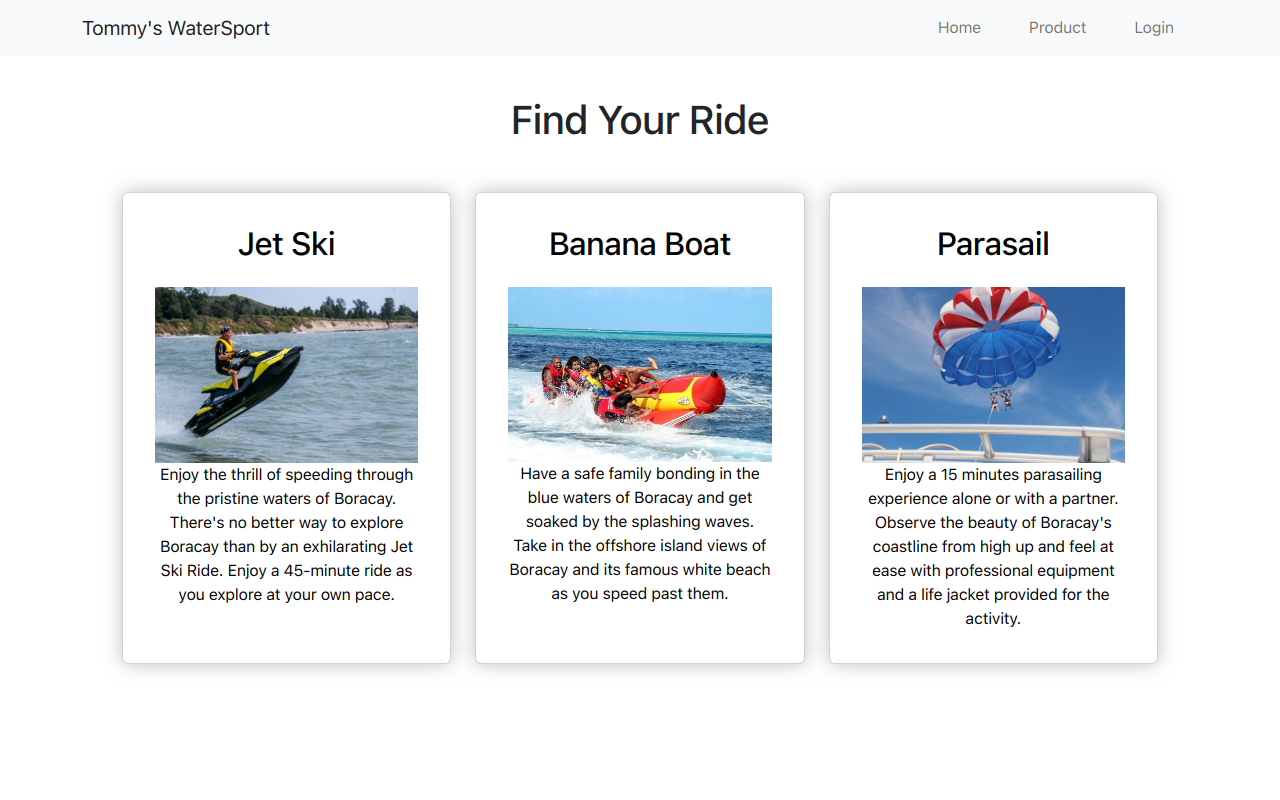 Tommy's WaterSport
Home
Product
Login
Find Your Ride
Jet Ski
Enjoy the thrill of speeding through
the pristine waters of Boracay.
There's no better way to explore
Boracay than by an exhilarating Jet
Ski Ride. Enjoy a 45-minute ride as
you explore at your own pace.
Banana Boat
Have a safe family bonding in the
blue waters of Boracay and get
soaked by the splashing waves.
Take in the offshore island views of
Boracay and its famous white beach
as you speed past them.
Parasail
Enjoy a 15 minutes parasailing
experience alone or with a partner.
Observe the beauty of Boracay's
coastline from high up and feel at
ease with professional equipment
and a life jacket provided for the
activity.